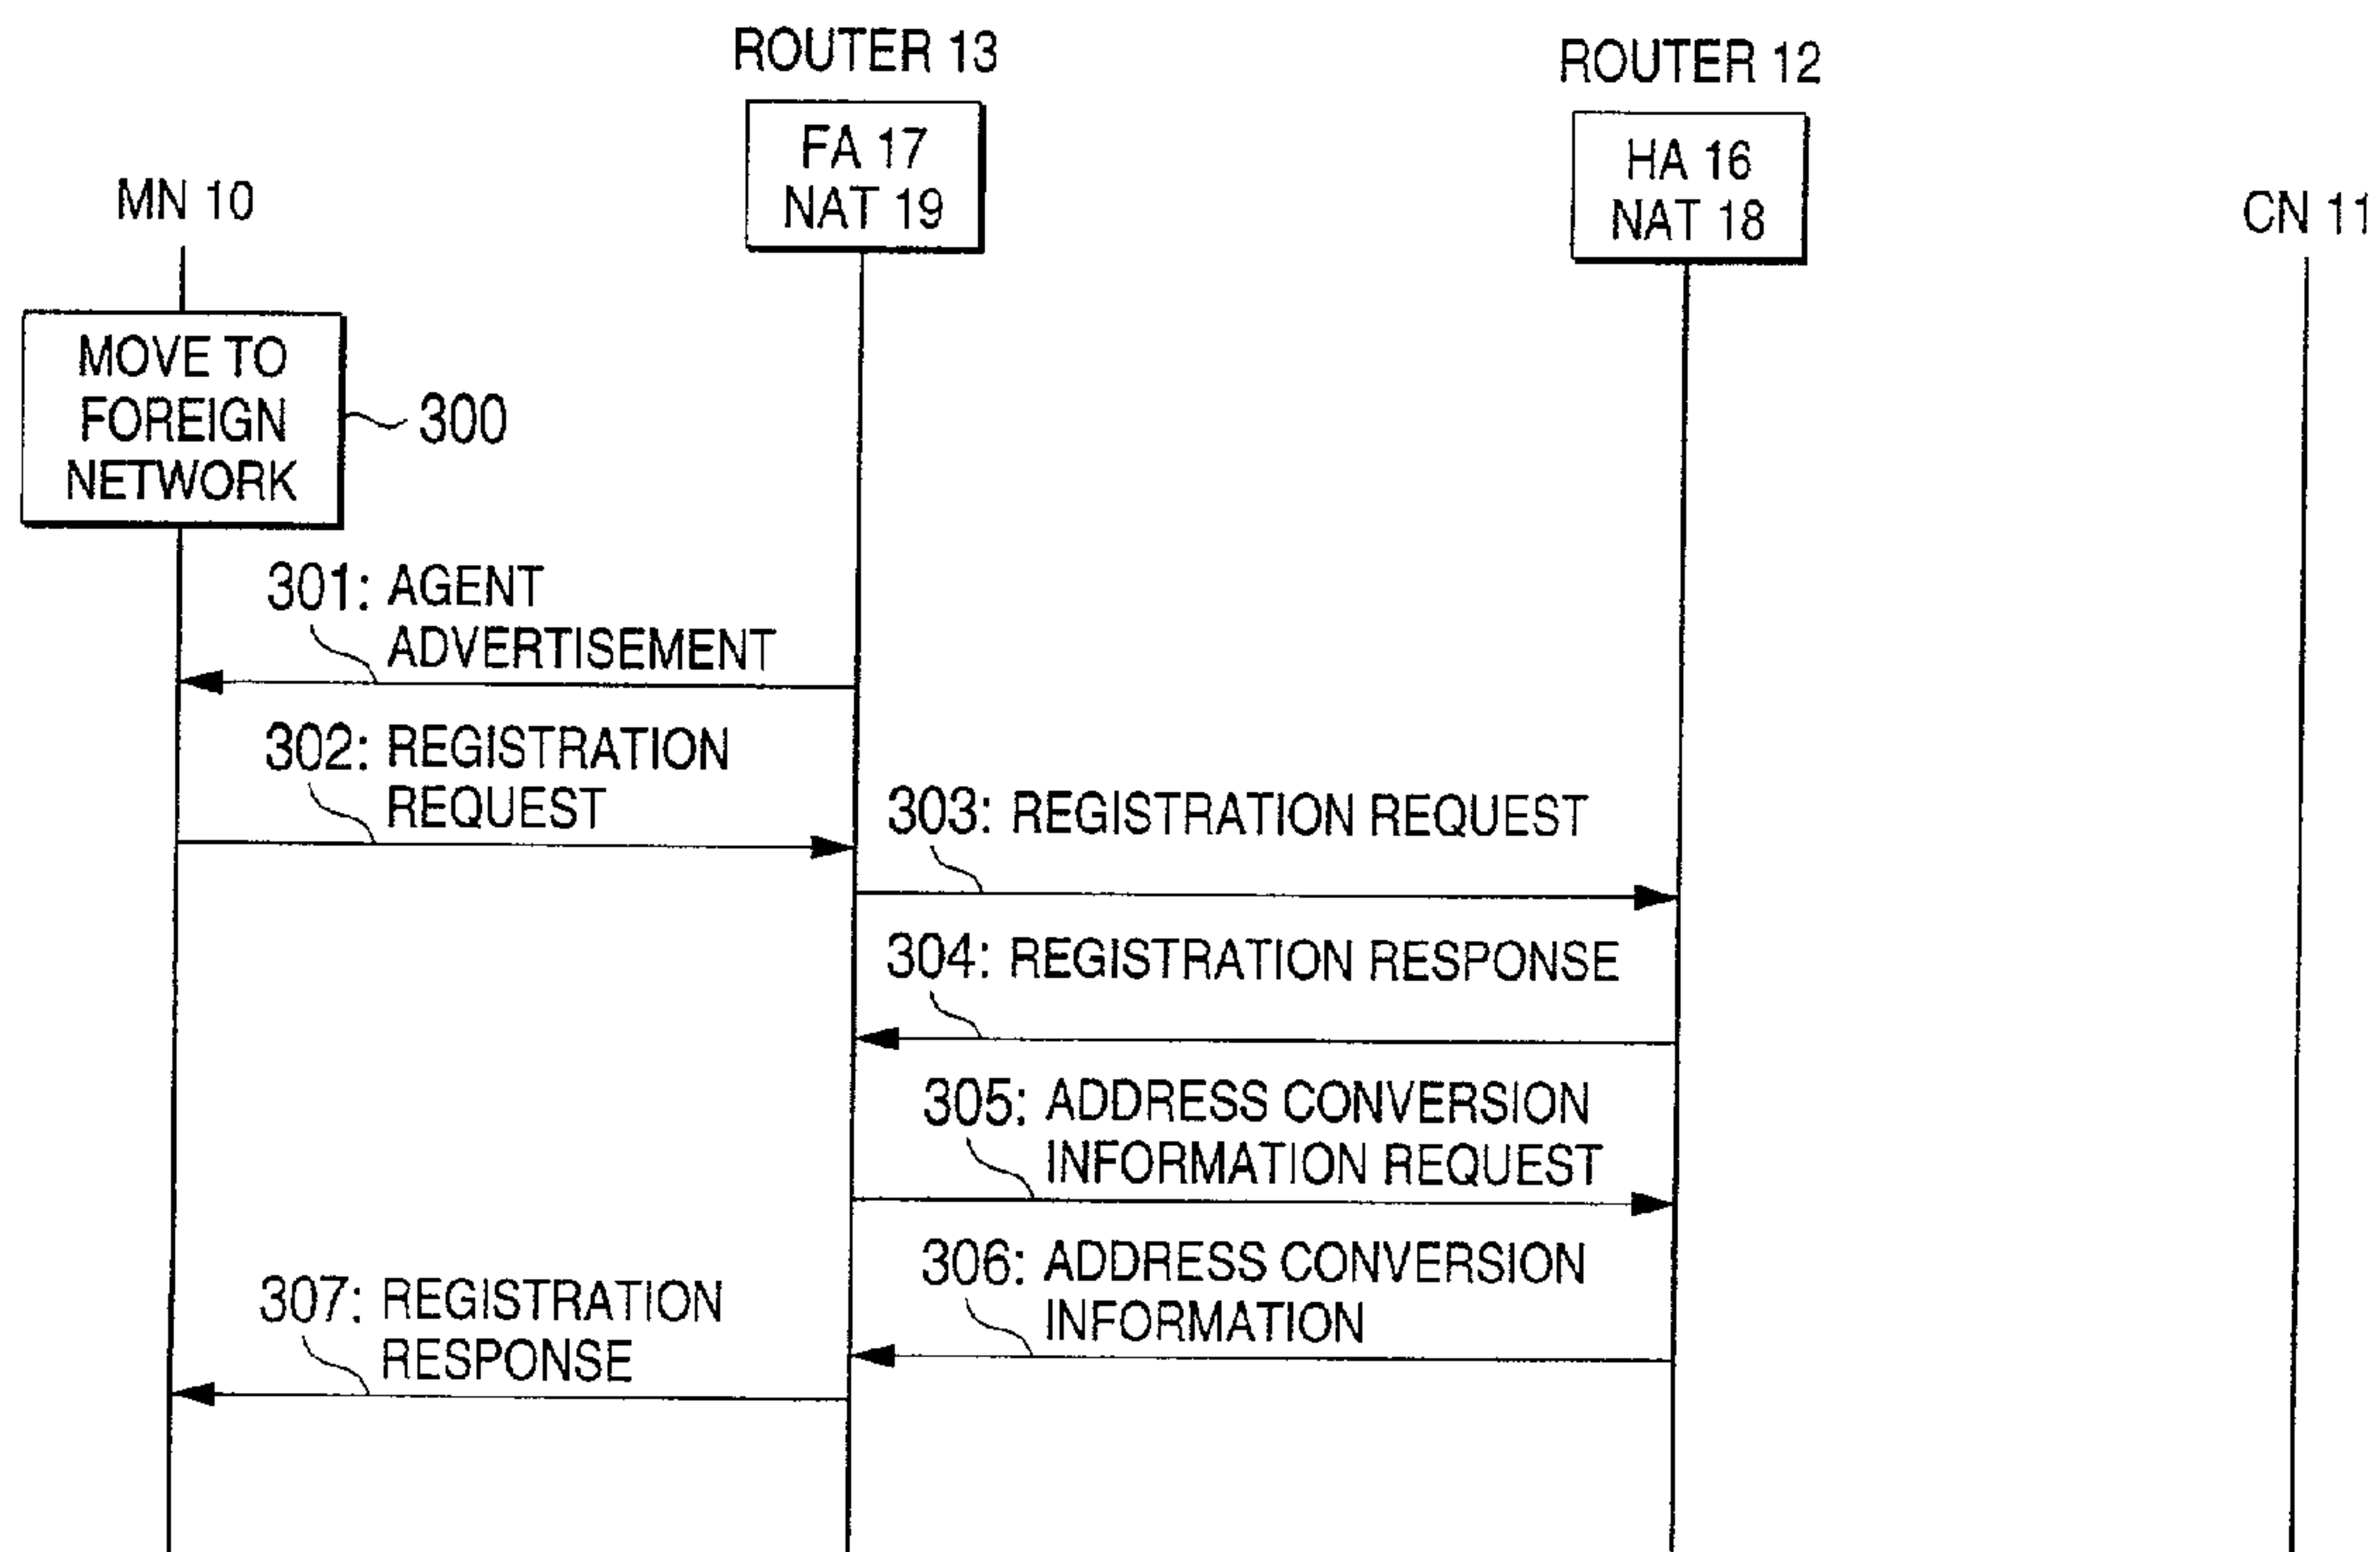 ROUTER 13
ROUTER 12
FA 17
NAT 19
HA 16
NAT 18
MN 10
CN 11
MOVE TO
FOREIGN
NETWORK
300
301: AGENT
ADVERTISEMENT
302: REGISTRATION
REQUEST
303: REGISTRATION REQUEST
304: REGISTRATION RESPONSE
305: ADDRESS CONVERSION
INFORMATION REQUEST
306: ADDRESS CONVERSION
INFORMATION
307: REGISTRATION
RESPONSE